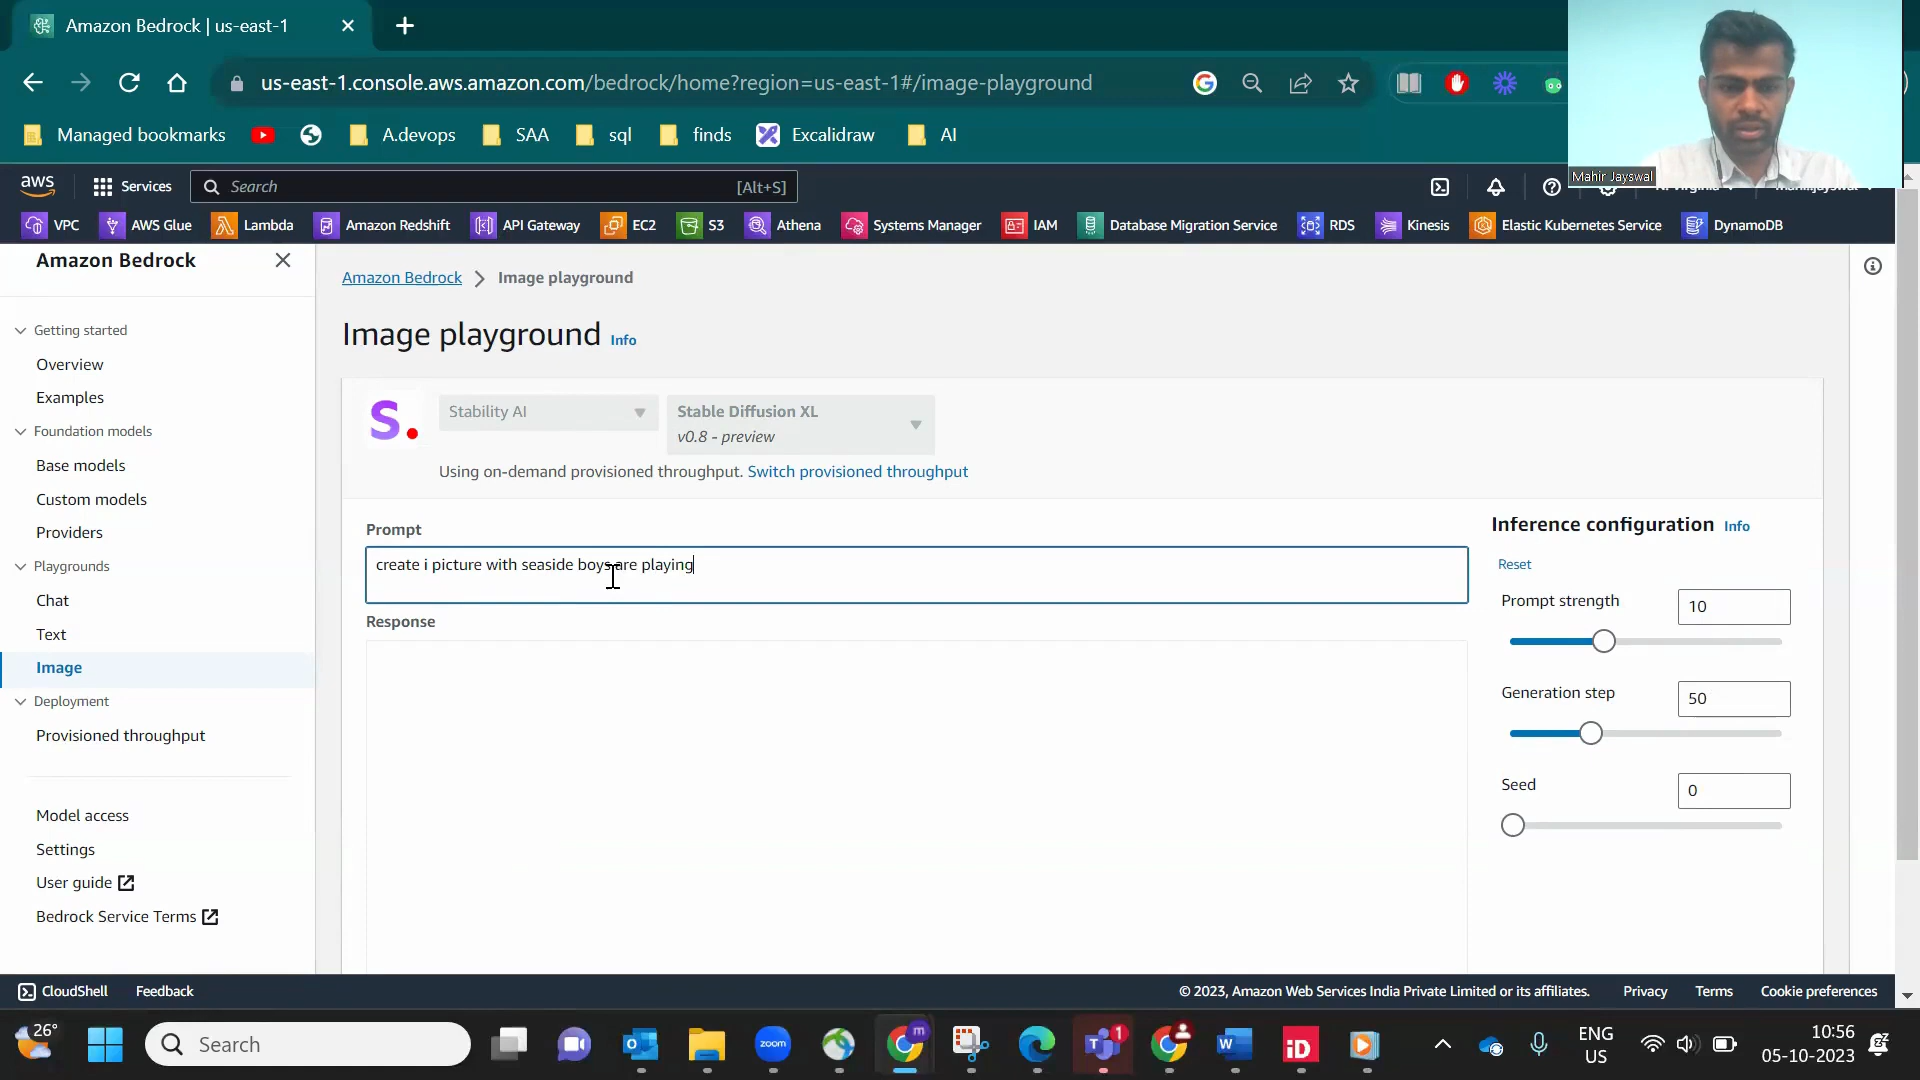 Amazon Bedrock | us-east-1
us-east-1.console.aws.amazon.com/bedrock/home?region=us-east-1#/image-playground
Managed bookmarks
A.devops
SAA
sql
finds
Excalidraw
AI
Mahir Jayswal
aws
Services
Search
[Alt+S]
VPC
AWS Glue
Lambda
Amazon Redshift
API Gateway
EC2
S3
Athena
Systems Manager
IAM
Database Migration Service
RDS
Kinesis
Elastic Kubernetes Service
DynamoDB
Amazon Bedrock
Getting started
Overview
Examples
Foundation models
Base models
Custom models
Providers
Playgrounds
Chat
Text
Image
Deployment
Provisioned throughput
Model access
Settings
User guide
Bedrock Service Terms
Amazon Bedrock > Image playground
Image playground Info
S.
Stability AI
Stable Diffusion XL
v0.8 - preview
Using on-demand provisioned throughput. Switch provisioned throughput
Prompt
create i picture with seaside boys are playing
Response
Inference configuration Info
Reset
Prompt strength
10
Generation step
50
Seed
0
CloudShell
Feedback
© 2023, Amazon Web Services India Private Limited or its affiliates.
Privacy
Terms
Cookie preferences
26°
Search
zoom
ENG
US
10:56
05-10-2023